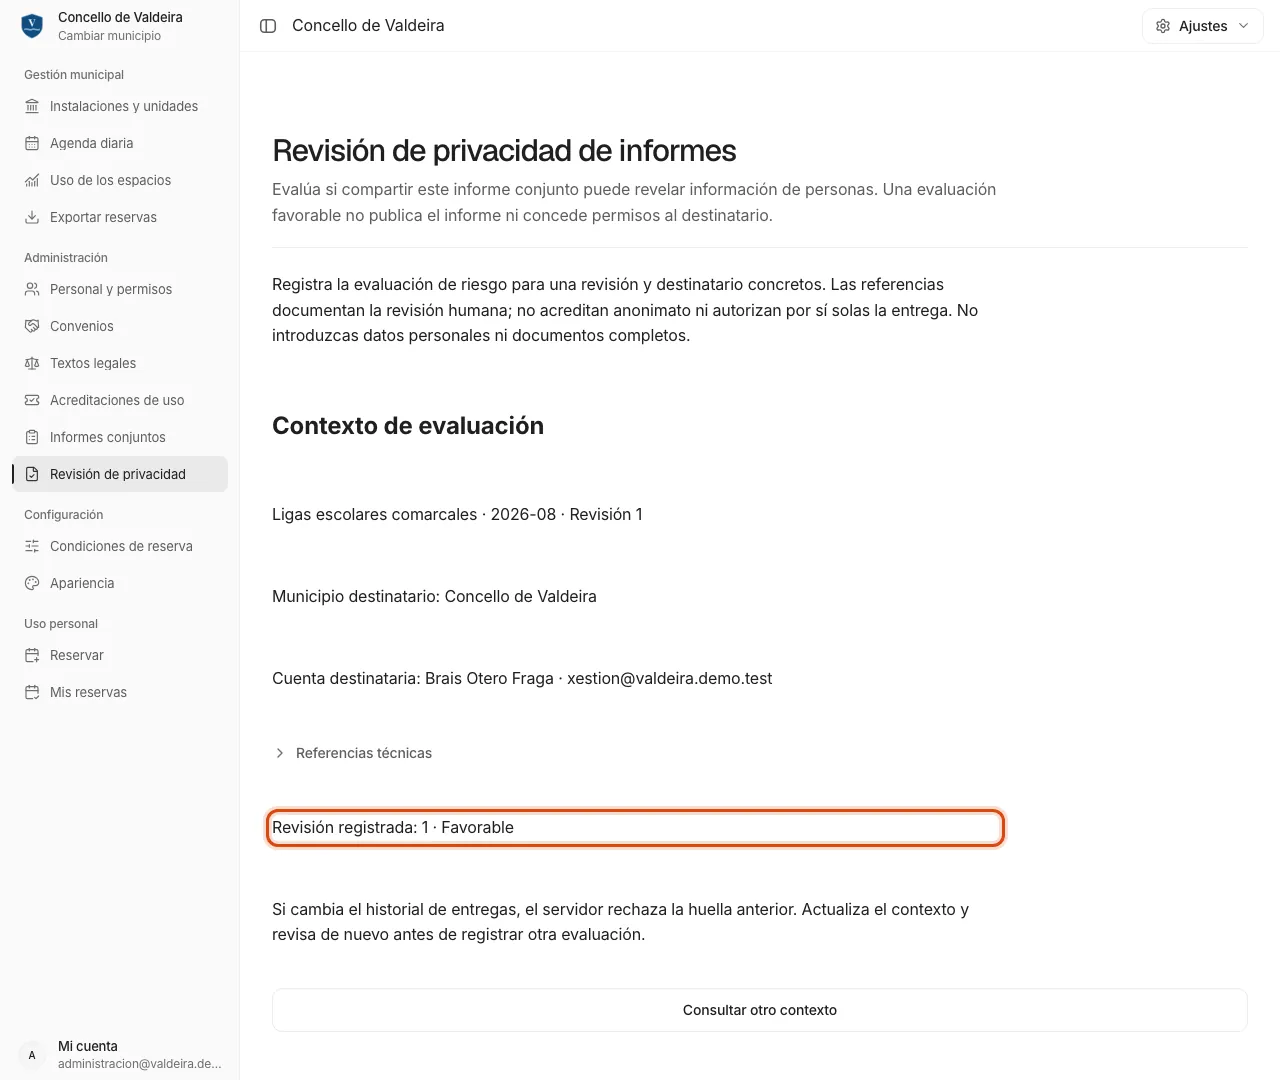 Concello de Valdeira
Cambiar municipio
Gestión municipal
Instalaciones y unidades
Agenda diaria
Uso de los espacios
Exportar reservas
Administración
Personal y permisos
Convenios
Textos legales
Acreditaciones de uso
Informes conjuntos
Revisión de privacidad
Configuración
Condiciones de reserva
Apariencia
Uso personal
Reservar
Mis reservas
A
Mi cuenta
administracion@valdeira.de...
Concello de Valdeira
Ajustes
Revisión de privacidad de informes
Evalúa si compartir este informe conjunto puede revelar información de personas. Una evaluación
favorable no publica el informe ni concede permisos al destinatario.
Registra la evaluación de riesgo para una revisión y destinatario concretos. Las referencias
documentan la revisión humana; no acreditan anonimato ni autorizan por sí solas la entrega. No
introduzcas datos personales ni documentos completos.
Contexto de evaluación
Ligas escolares comarcales · 2026-08 · Revisión 1
Municipio destinatario: Concello de Valdeira
Cuenta destinataria: Brais Otero Fraga · xestion@valdeira.demo.test
Referencias técnicas
Revisión registrada: 1 · Favorable
Si cambia el historial de entregas, el servidor rechaza la huella anterior. Actualiza el contexto y
revisa de nuevo antes de registrar otra evaluación.
Consultar otro contexto